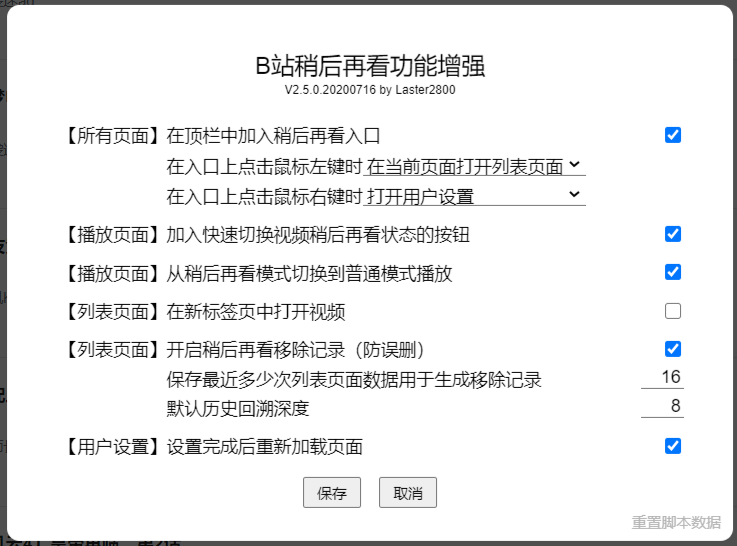 B站稍后再看功能增强
V2.5.0.20200716 by Laster2800
【所有页面】在顶栏中加入稍后再看入口
在入口上点击鼠标左键时 在当前页面打开列表页面
在入口上点击鼠标右键时 打开用户设置
【播放页面】加入快速切换视频稍后再看状态的按钮
【播放页面】从稍后再看模式切换到普通模式播放
【列表页面】在新标签页中打开视频
【列表页面】开启稍后再看移除记录（防误删）
保存最近多少次列表页面数据用于生成移除记录 16
默认历史回溯深度 8
【用户设置】设置完成后重新加载页面
保存 取消
重置脚本数据